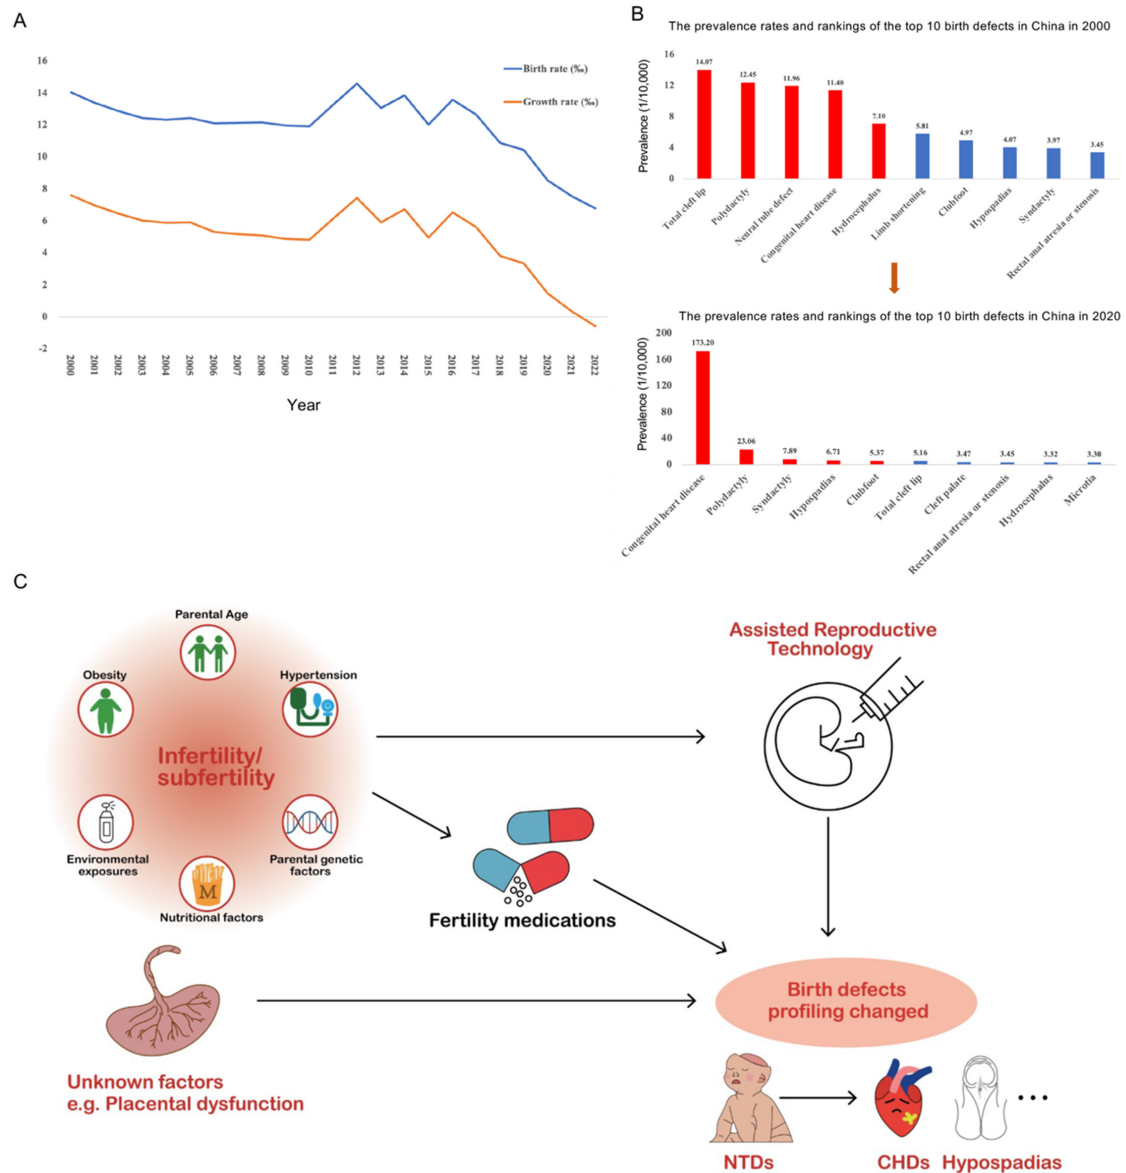 A
16
14
12
10
8
6
4
2
0
-2
Birth rate (‰)
Growth rate (‰)
2000
2001
2002
2003
2004
2005
2006
2007
2008
2009
2010
2011
2012
2013
2014
2015
2016
2017
2018
2019
2020
2021
2022
Year
B
The prevalence rates and rankings of the top 10 birth defects in China in 2000
Prevalence (1/10,000)
16
12
8
4
0
14.07
12.45
11.96
11.40
7.10
5.81
4.97
4.07
3.97
3.45
Total cleft lip
Polydactyly
Neural tube defect
Congenital heart disease
Hydrocephalus
Limb shortening
Clubfoot
Hypospadias
Syndactyly
Rectal anal atresia or stenosis
The prevalence rates and rankings of the top 10 birth defects in China in 2020
Prevalence (1/10,000)
200
160
120
80
40
0
173.20
23.06
7.89
6.71
5.37
5.16
3.47
3.45
3.32
3.30
Congenital heart disease
Polydactyly
Syndactyly
Hypospadias
Clubfoot
Total cleft lip
Cleft palate
Rectal anal atresia or stenosis
Hydrocephalus
Microtia
C
Parental Age
Obesity
Hypertension
Infertility/
subfertility
Environmental
exposures
Parental genetic
factors
M
Nutritional factors
Assisted Reproductive
Technology
Fertility medications
Birth defects
profiling changed
Unknown factors
e.g. Placental dysfunction
NTDs
CHDs
Hypospadias
...